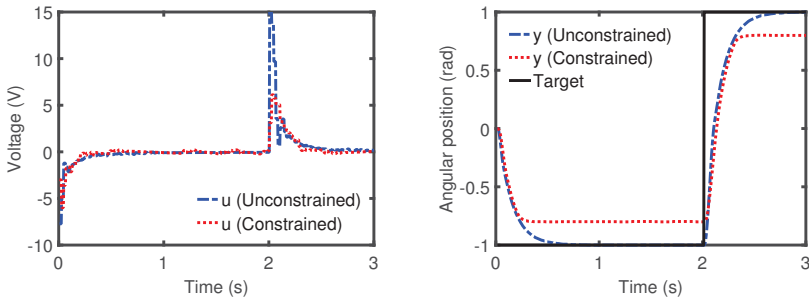 15
10
5
0
-5
-10
Voltage (V)
u (Unconstrained)
u (Constrained)
0
1
2
3
Time (s)
1
0.5
0
-0.5
-1
Angular position (rad)
y (Unconstrained)
y (Constrained)
Target
0
1
2
3
Time (s)